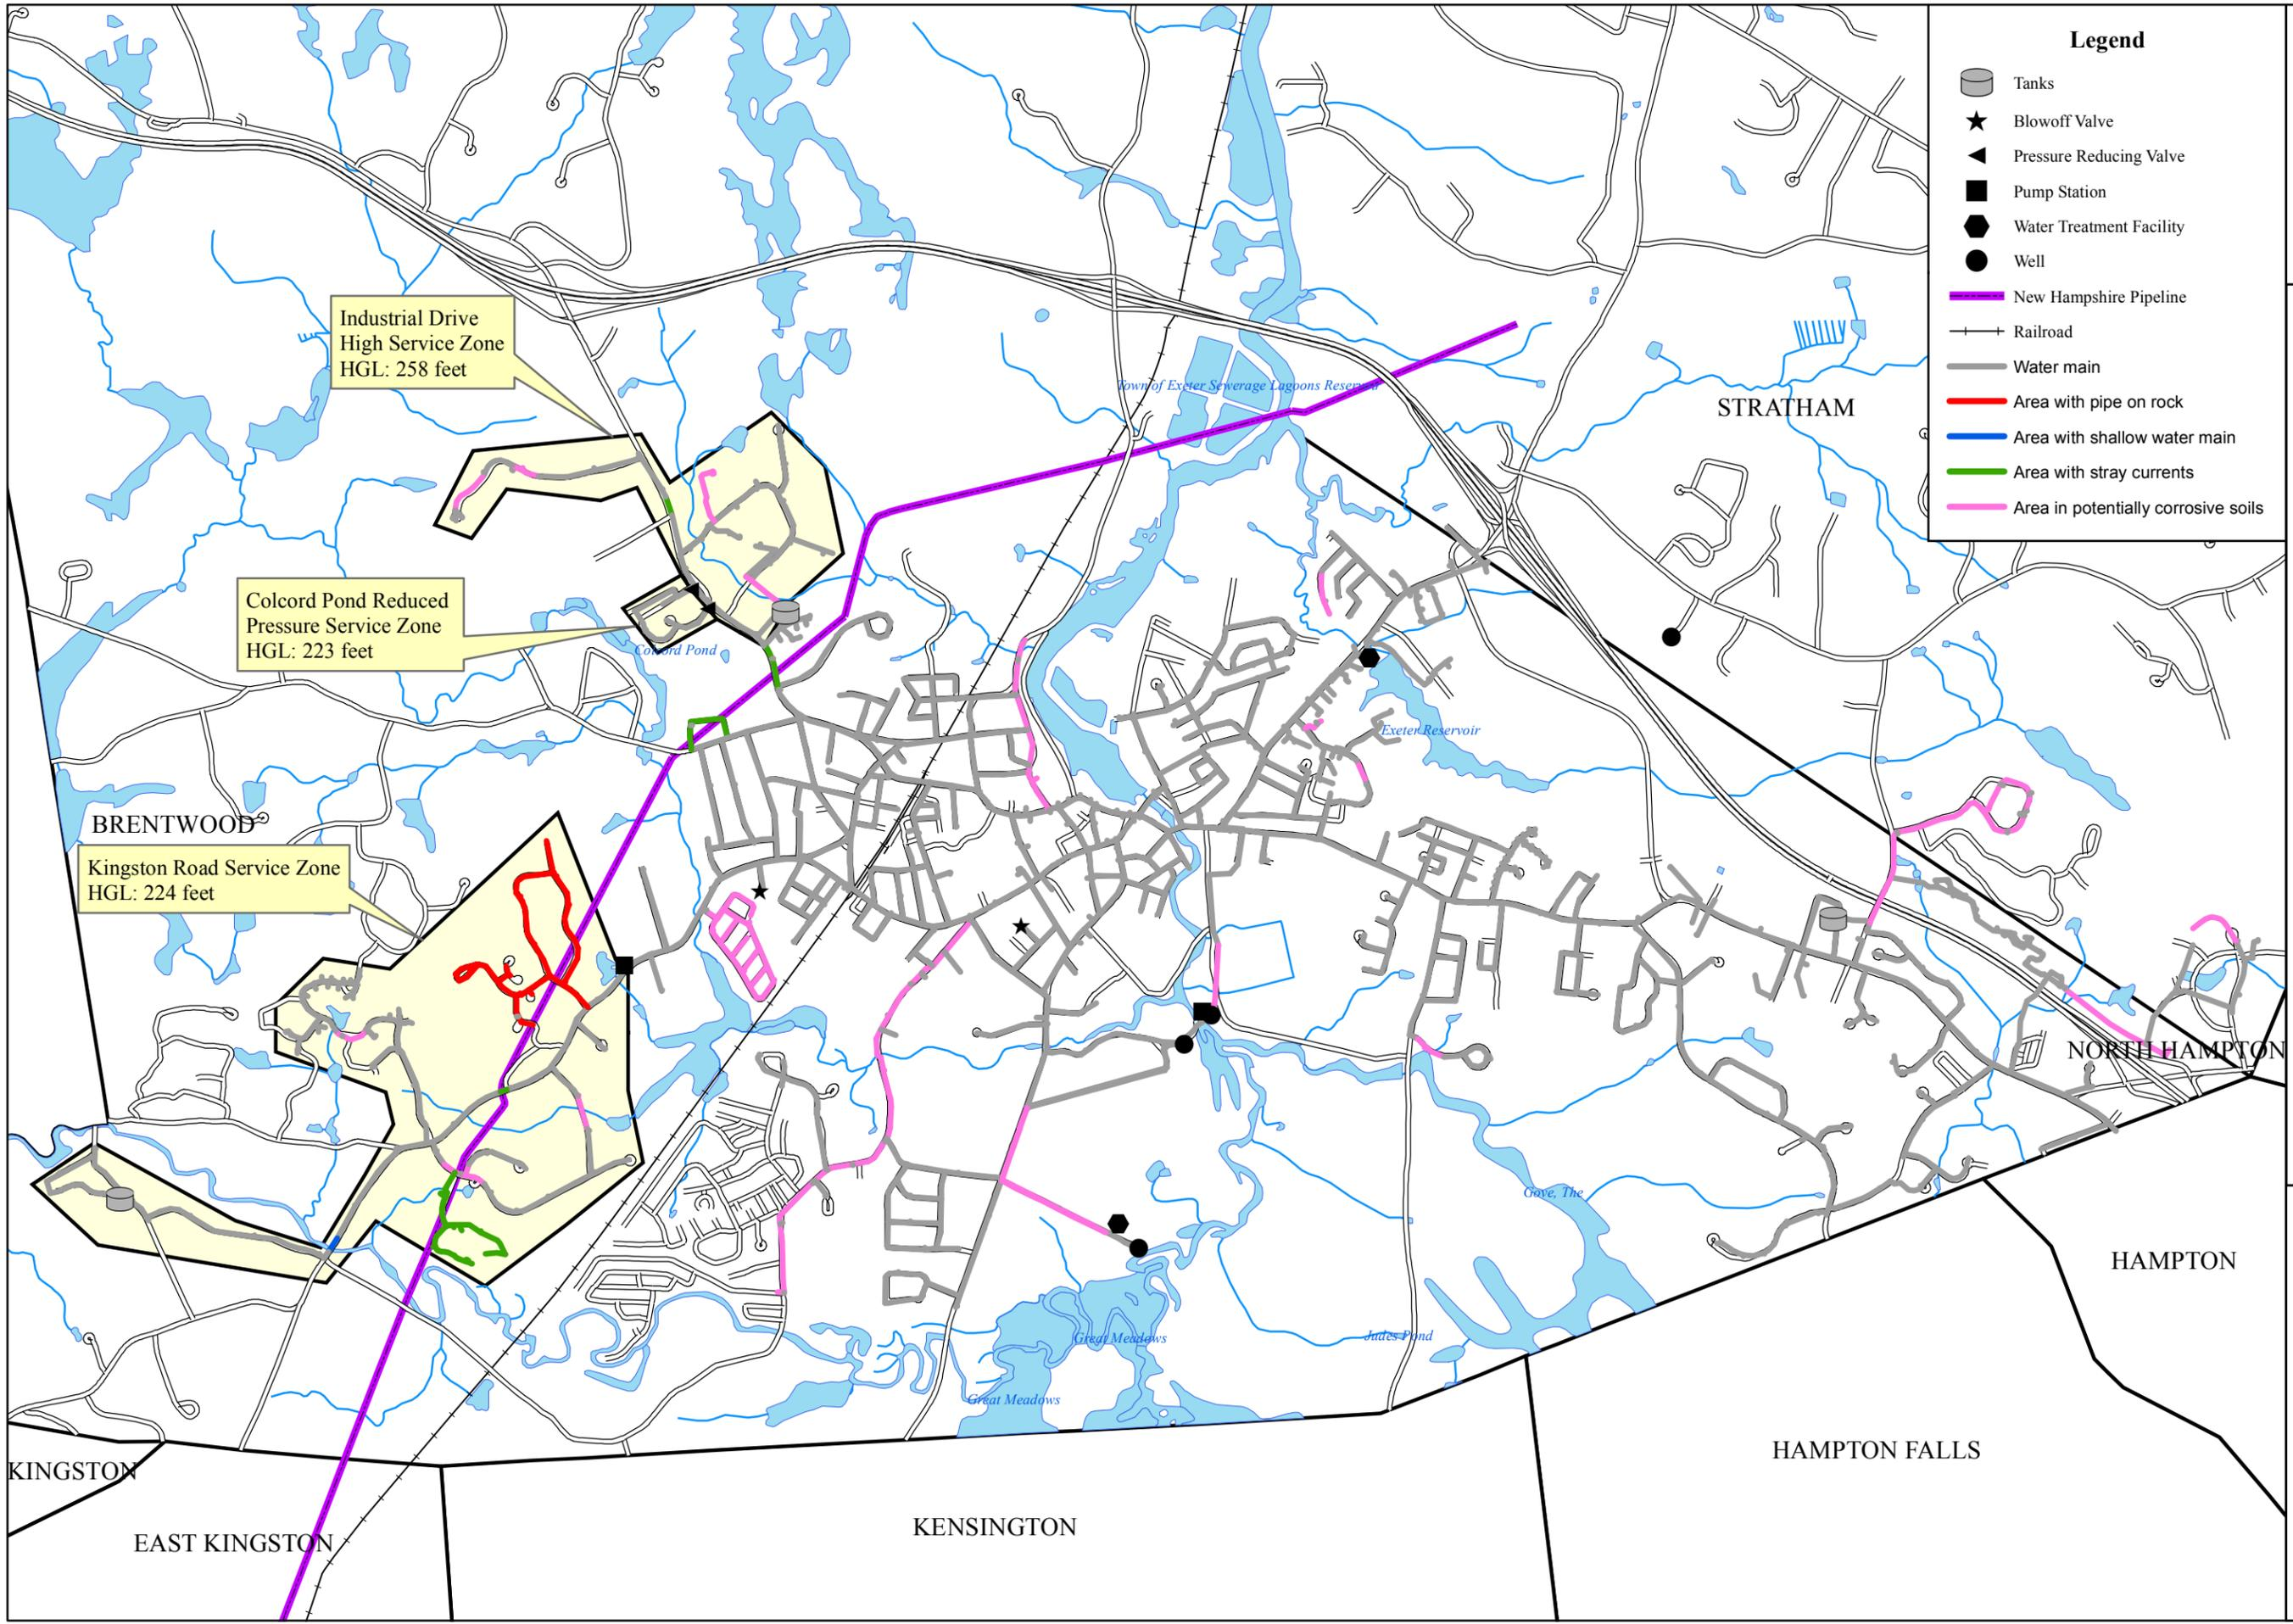 Legend
Tanks
Blowoff Valve
Pressure Reducing Valve
Pump Station
Water Treatment Facility
Well
New Hampshire Pipeline
Railroad
Water main
Area with pipe on rock
Area with shallow water main
Area with stray currents
Area in potentially corrosive soils
Industrial Drive
High Service Zone
HGL: 258 feet
Town of Exeter Sewerage Lagoons Reservoir
STRATHAM
Colcord Pond Reduced
Pressure Service Zone
HGL: 223 feet
Colcord Pond
Exeter Reservoir
BRENTWOOD
Kingston Road Service Zone
HGL: 224 feet
NORTH HAMPTON
Gove, The
HAMPTON
Judes Pond
Great Meadows
Great Meadows
HAMPTON FALLS
KINGSTON
KENSINGTON
EAST KINGSTON